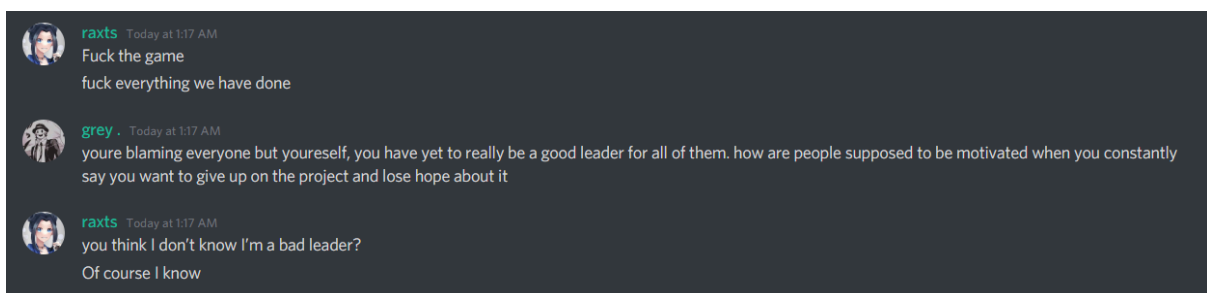 raxts Today at 1:17 AM
Fuck the game
fuck everything we have done
grey . Today at 1:17 AM
youre blaming everyone but youreself, you have yet to really be a good leader for all of them. how are people supposed to be motivated when you constantly
say you want to give up on the project and lose hope about it
raxts Today at 1:17 AM
you think I don't know I'm a bad leader?
Of course I know